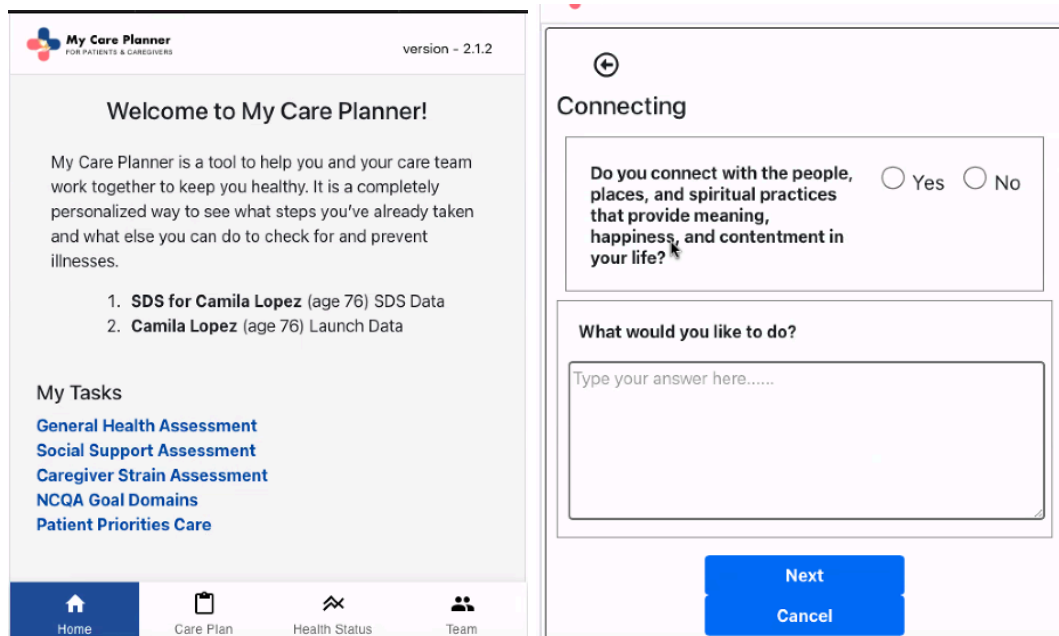 My Care Planner
FOR PATIENTS & CAREGIVERS
version - 2.1.2
Welcome to My Care Planner!
My Care Planner is a tool to help you and your care team
work together to keep you healthy. It is a completely
personalized way to see what steps you've already taken
and what else you can do to check for and prevent
illnesses.
1. SDS for Camila Lopez (age 76) SDS Data
2. Camila Lopez (age 76) Launch Data
My Tasks
General Health Assessment
Social Support Assessment
Caregiver Strain Assessment
NCQA Goal Domains
Patient Priorities Care
Home Care Plan Health Status Team
Connecting
Do you connect with the people,
places, and spiritual practices
that provide meaning,
happiness, and contentment in
your life?
Yes No
What would you like to do?
Type your answer here......
Next
Cancel